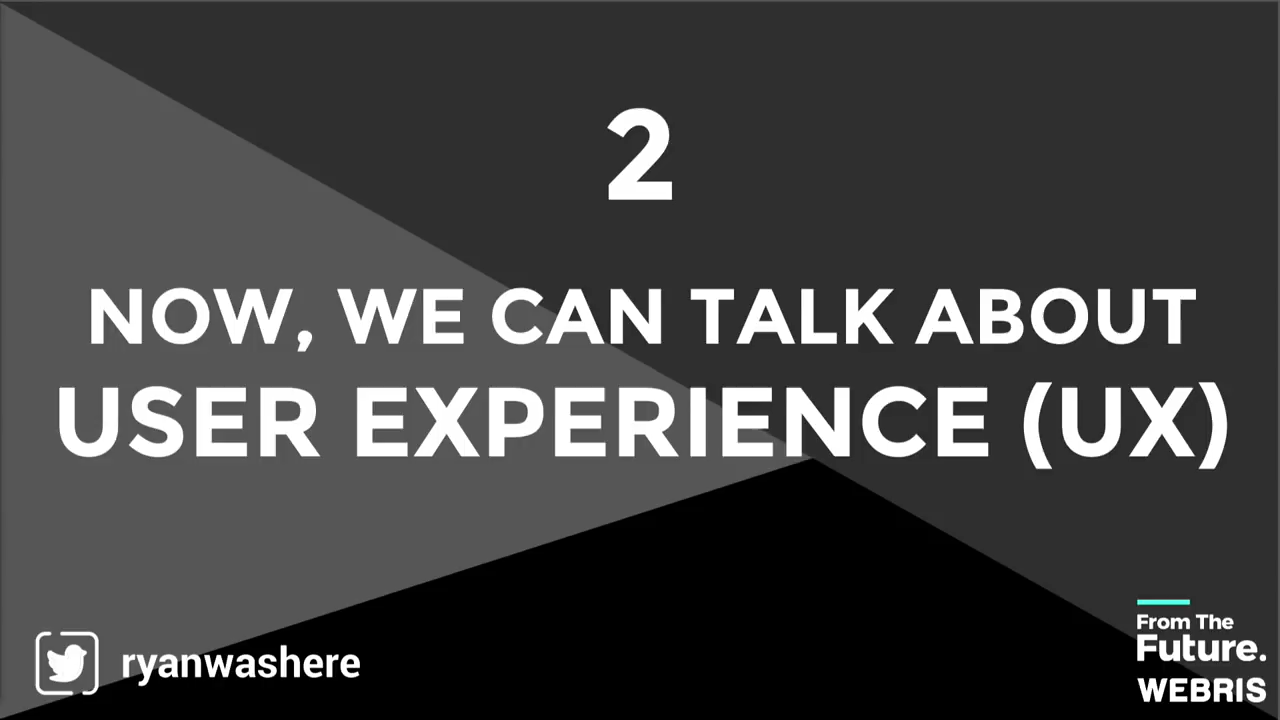 2
NOW, WE CAN TALK ABOUT
USER EXPERIENCE (UX)
ryanwashere
From The
Future.
WEBRIS